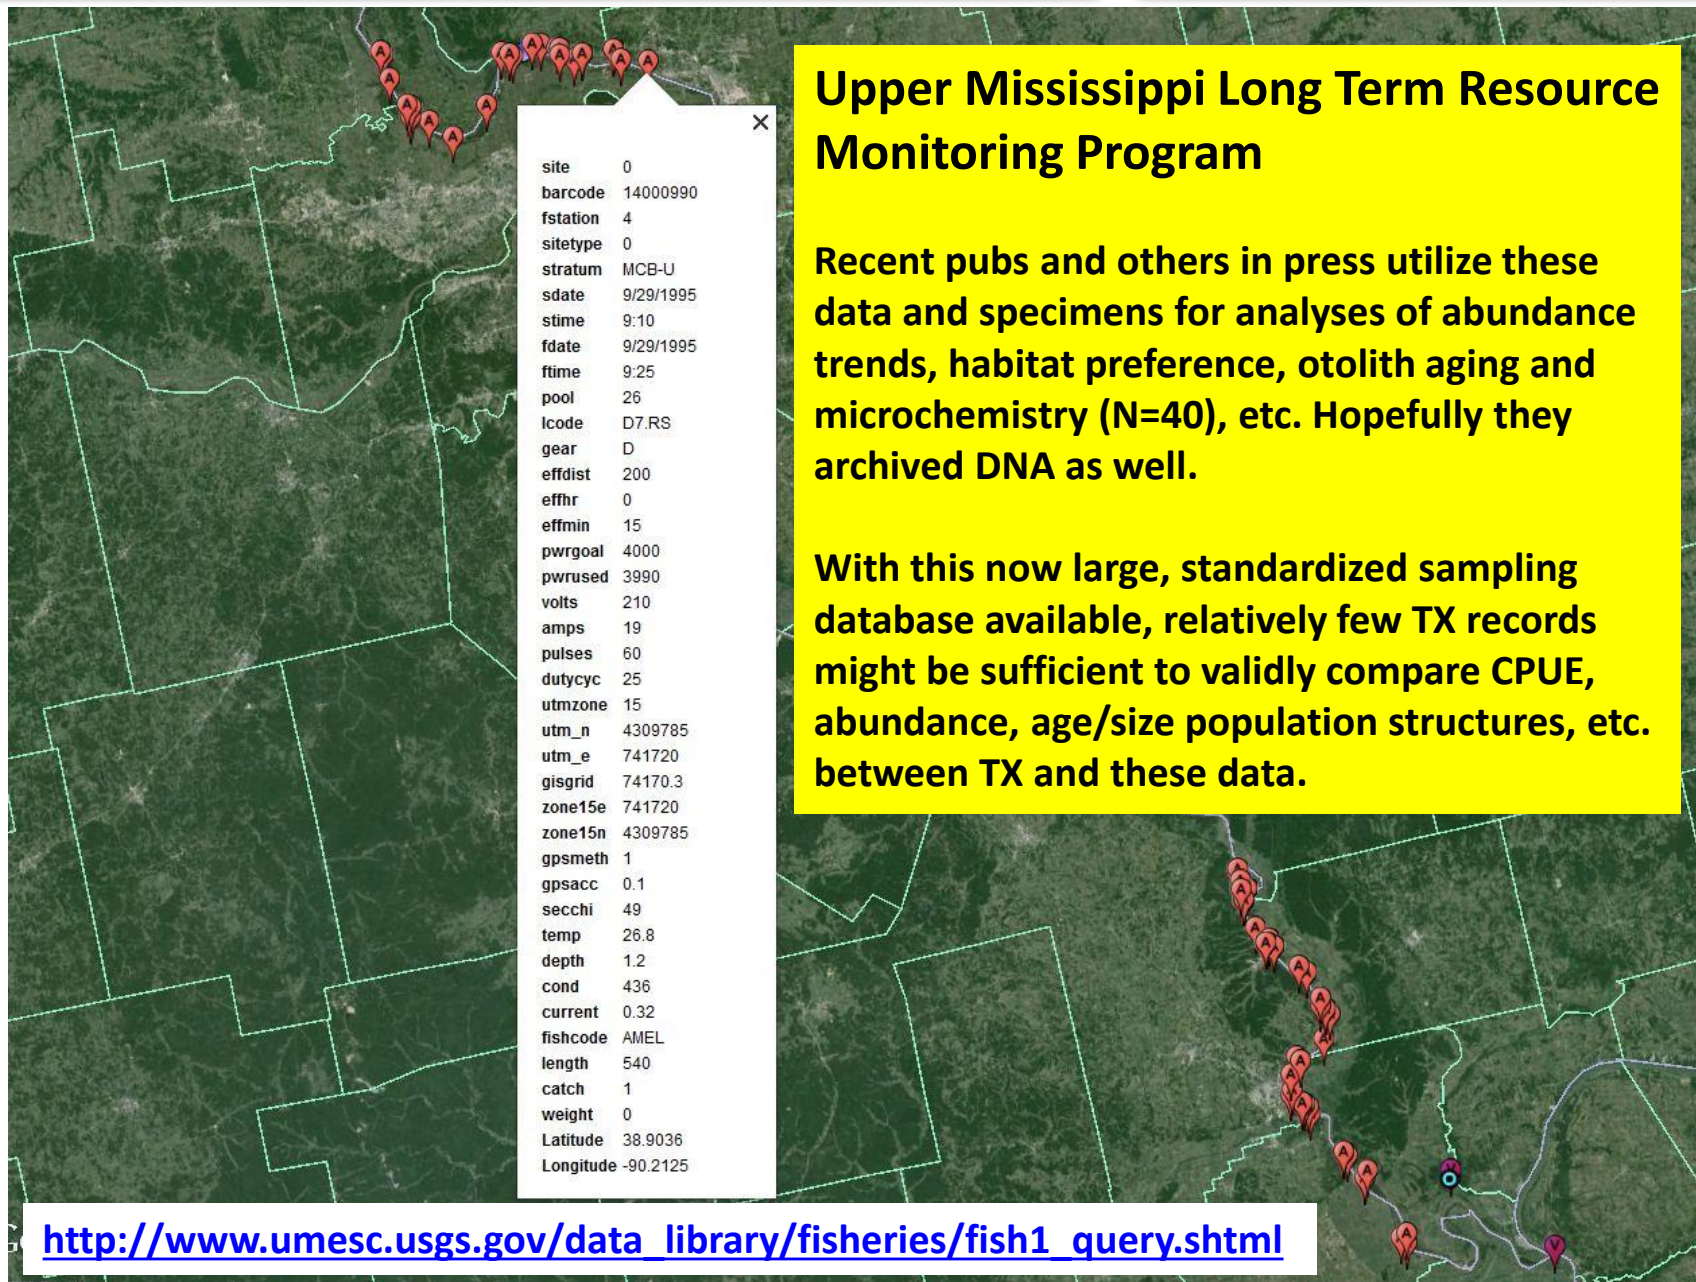 Upper Mississippi Long Term Resource
Monitoring Program
Recent pubs and others in press utilize these
data and specimens for analyses of abundance
trends, habitat preference, otolith aging and
microchemistry (N=40), etc. Hopefully they
archived DNA as well.
With this now large, standardized sampling
database available, relatively few TX records
might be sufficient to validly compare CPUE,
abundance, age/size population structures, etc.
between TX and these data.
site 0
barcode 14000990
fstation 4
sitetype 0
stratum MCB-U
sdate 9/29/1995
stime 9:10
fdate 9/29/1995
ftime 9:25
pool 26
lcode D7.RS
gear D
effdist 200
effhr 0
effmin 15
pwrgoal 4000
pwrused 3990
volts 210
amps 19
pulses 60
dutycyc 25
utmzone 15
utm_n 4309785
utm_e 741720
gisgrid 74170.3
zone15e 741720
zone15n 4309785
gpsmeth 1
gpsacc 0.1
secchi 49
temp 26.8
depth 1.2
cond 436
current 0.32
fishcode AMEL
length 540
catch 1
weight 0
Latitude 38.9036
Longitude -90.2125
http://www.umesc.usgs.gov/data_library/fisheries/fish1_query.shtml